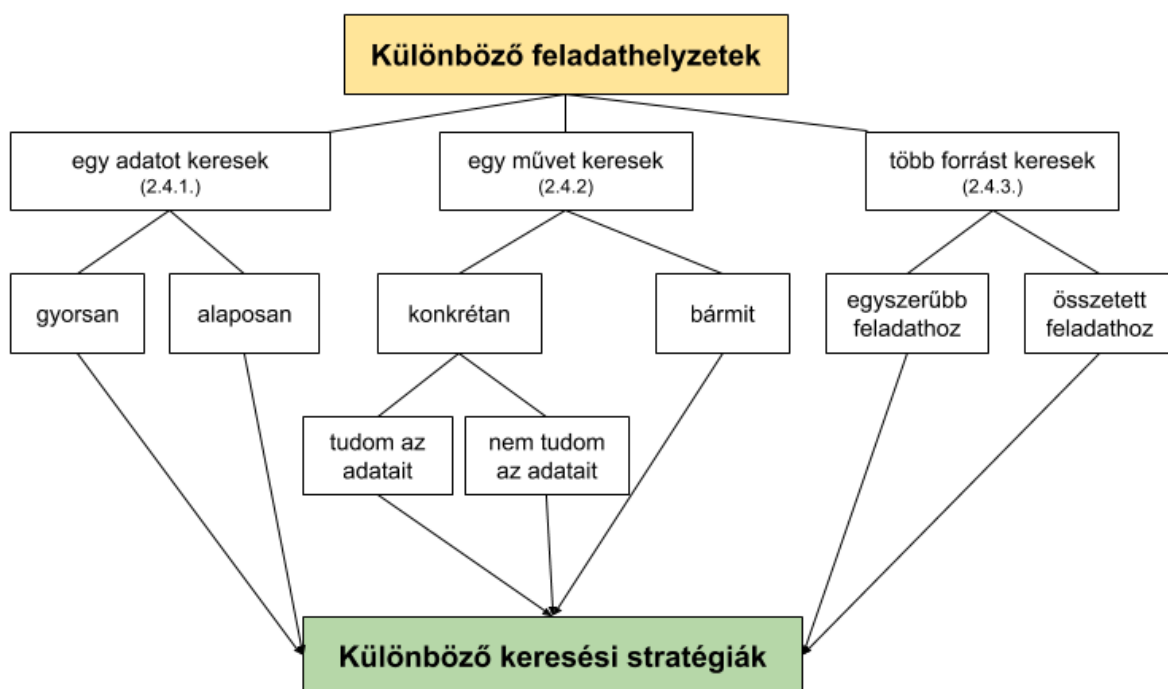 Különböző feladathelyzetek
egy adatot keresek
(2.4.1.)
egy művet keresek
(2.4.2)
több forrást keresek
(2.4.3.)
gyorsan
alaposan
konkrétan
bármit
egyszerűbb
feladathoz
összetett
feladathoz
tudom az
adatait
nem tudom
az adatait
Különböző keresési stratégiák